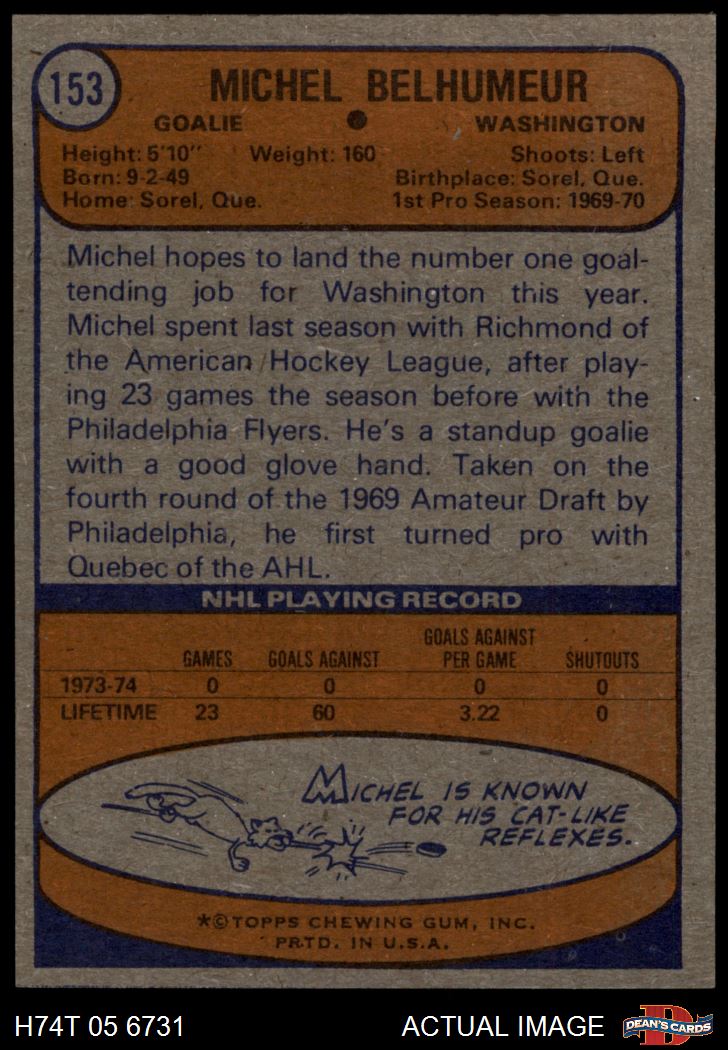 153
MICHEL BELHUMEUR
GOALIE ● WASHINGTON
Height: 5'10" Weight: 160 Shoots: Left
Born: 9-2-49 Birthplace: Sorel, Que.
Home: Sorel, Que. 1st Pro Season: 1969-70
Michel hopes to land the number one goal-
tending job for Washington this year.
Michel spent last season with Richmond of
the American Hockey League, after play-
ing 23 games the season before with the
Philadelphia Flyers. He's a standup goalie
with a good glove hand. Taken on the
fourth round of the 1969 Amateur Draft by
Philadelphia, he first turned pro with
Quebec of the AHL.
NHL PLAYING RECORD
GAMES GOALS AGAINST GOALS AGAINST PER GAME SHUTOUTS
1973-74 0 0 0 0
LIFETIME 23 60 3.22 0
MICHEL IS KNOWN
FOR HIS CAT-LIKE
REFLEXES.
*©TOPPS CHEWING GUM, INC.
PRTD. IN U.S.A.
H74T 05 6731 ACTUAL IMAGE D DEAN'S CARDS